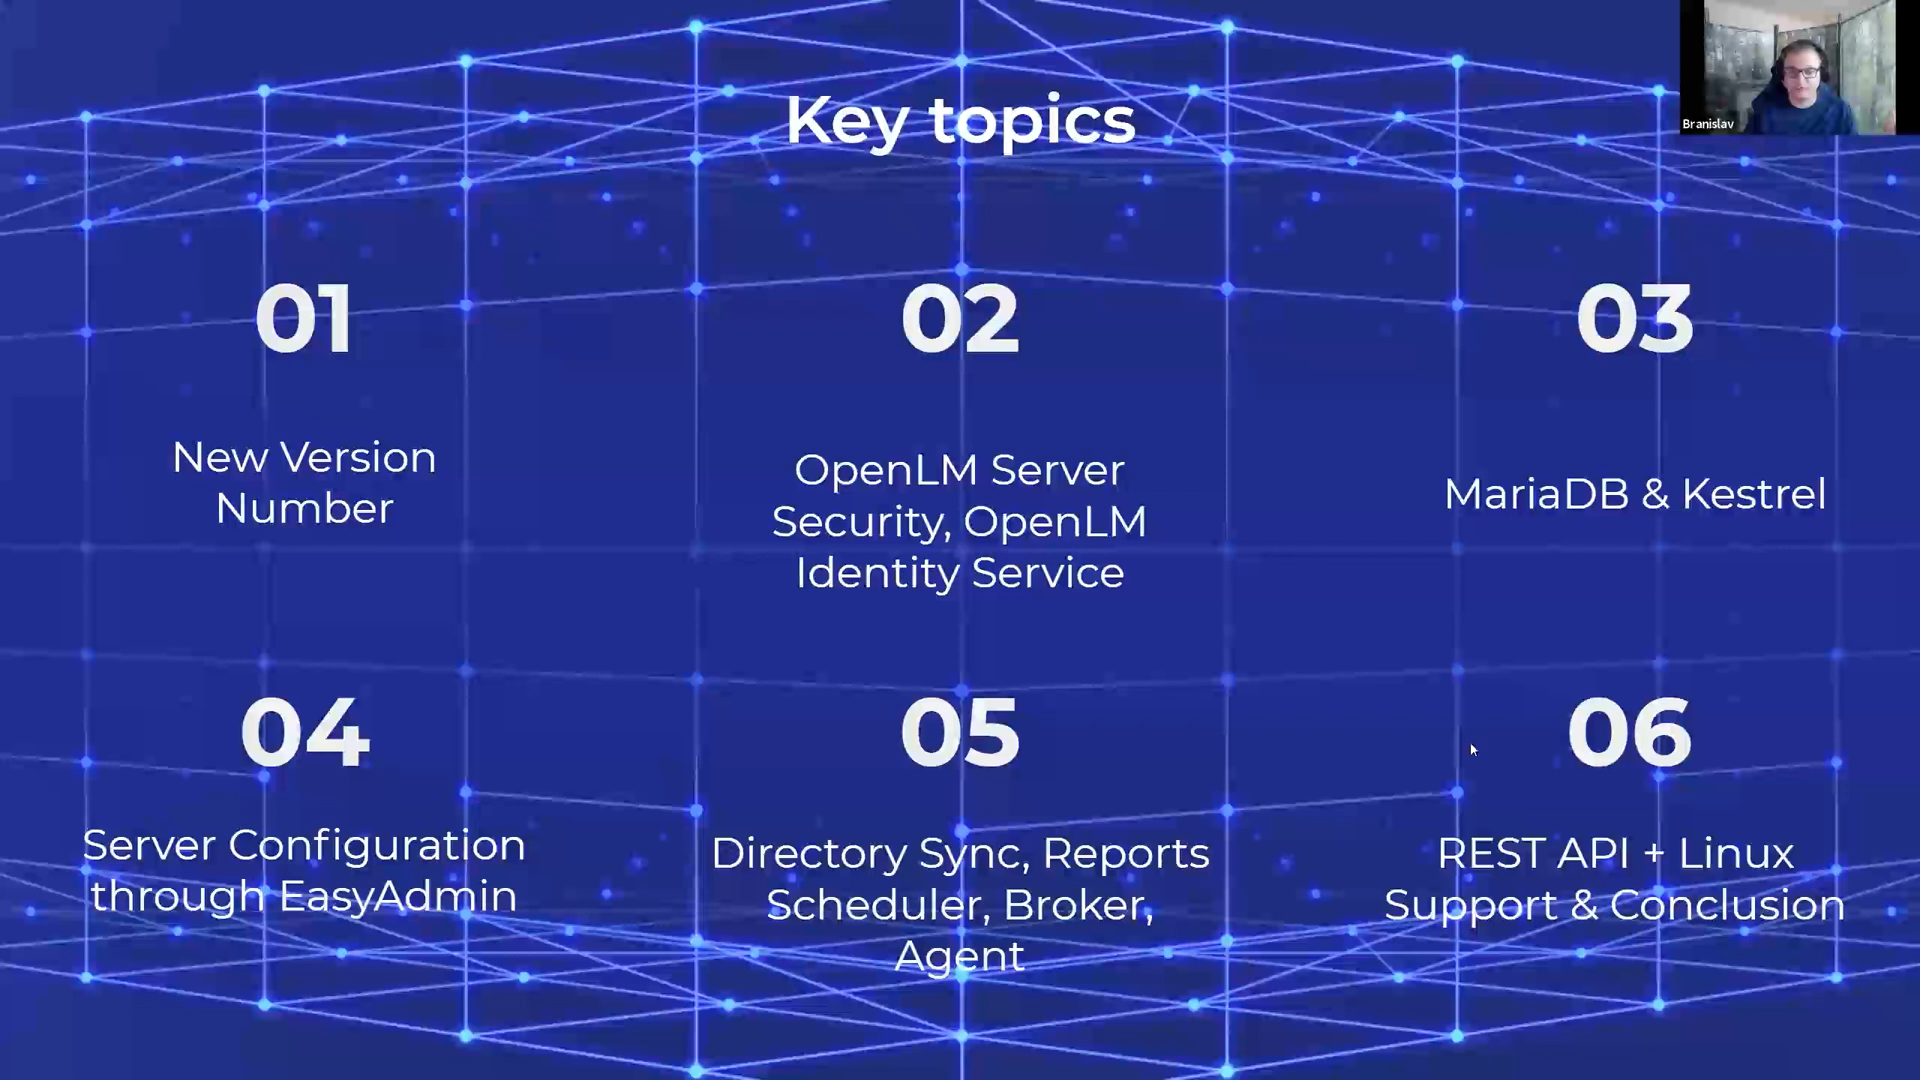 Key topics
Branislav
01
New Version
Number
02
OpenLM Server
Security, OpenLM
Identity Service
03
MariaDB & Kestrel
04
Server Configuration
through EasyAdmin
05
Directory Sync, Reports
Scheduler, Broker,
Agent
06
REST API + Linux
Support & Conclusion